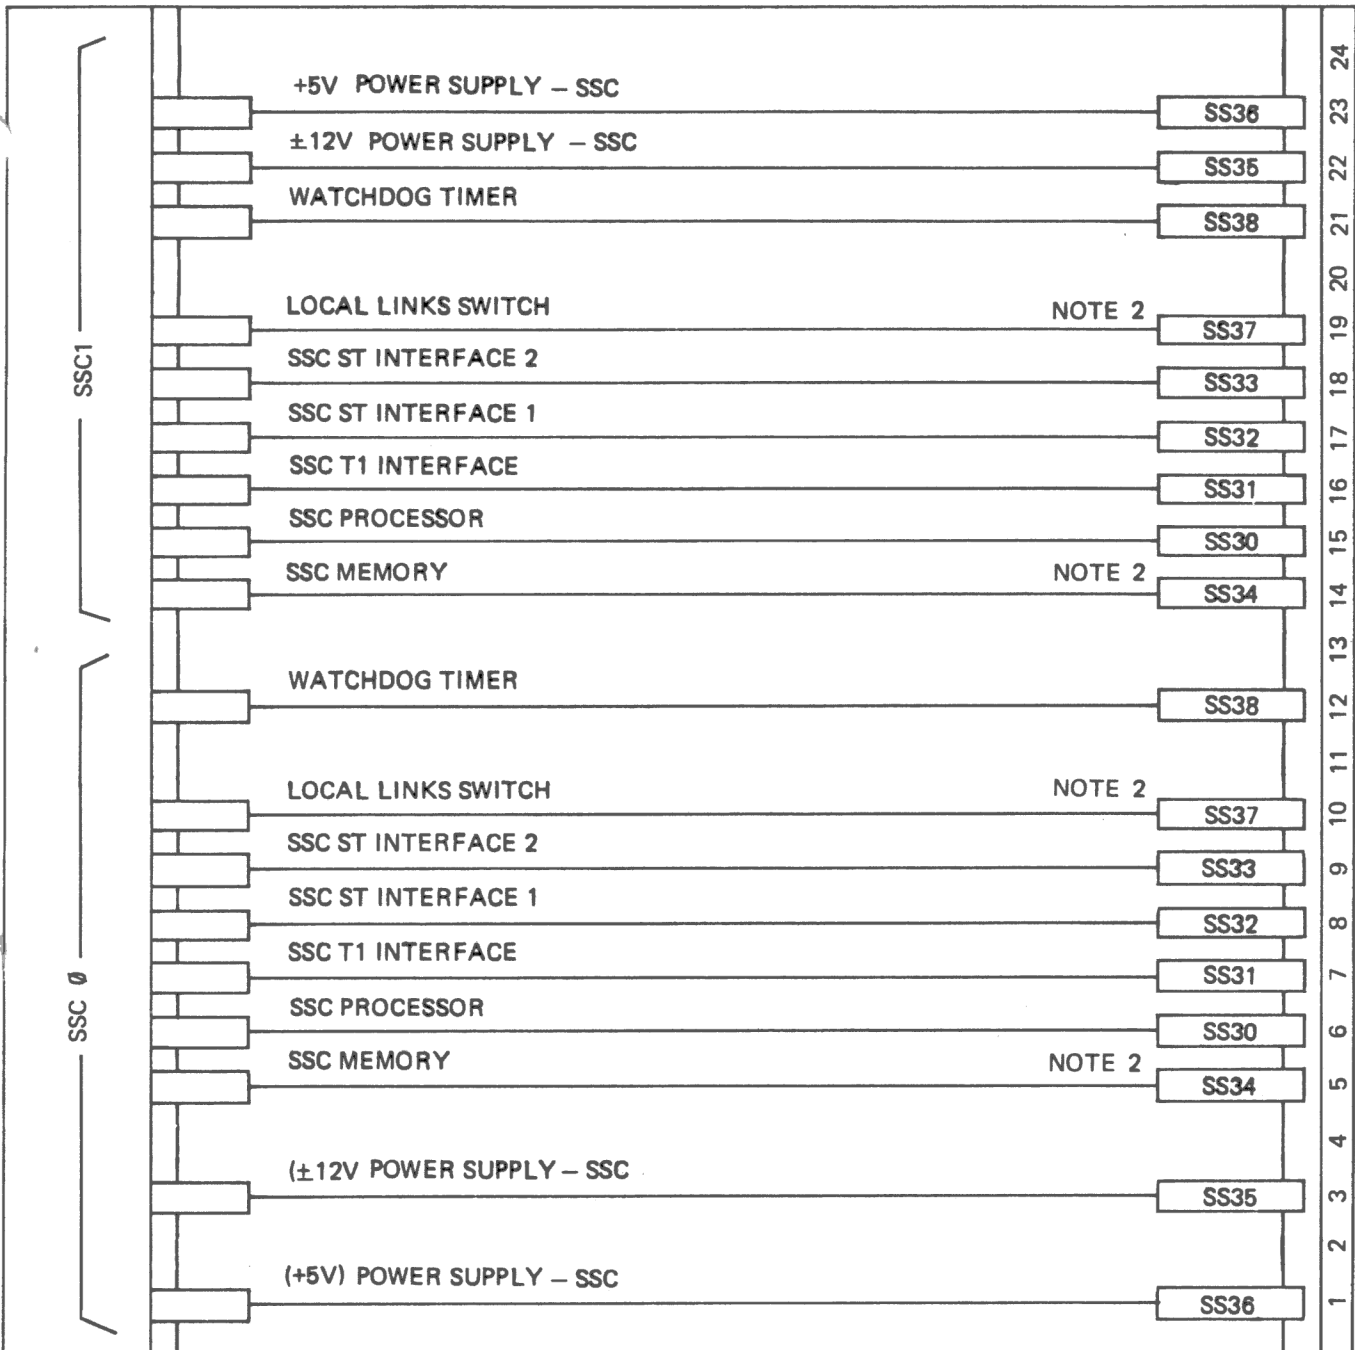 24
+5V POWER SUPPLY – SSC
SS36 23
±12V POWER SUPPLY – SSC
SS35 22
WATCHDOG TIMER
SS38 21
20
LOCAL LINKS SWITCH NOTE 2
SS37 19
SSC ST INTERFACE 2
SS33 18
SSC1
SSC ST INTERFACE 1
SS32 17
SSC T1 INTERFACE
SS31 16
SSC PROCESSOR
SS30 15
SSC MEMORY NOTE 2
SS34 14
13
WATCHDOG TIMER
SS38 12
11
LOCAL LINKS SWITCH NOTE 2
SS37 10
SSC ST INTERFACE 2
SS33 9
SSC ST INTERFACE 1
SS32 8
SSC T1 INTERFACE
SS31 7
SSC Ø
SSC PROCESSOR
SS30 6
SSC MEMORY NOTE 2
SS34 5
4
(±12V POWER SUPPLY – SSC
SS35 3
2
(+5V) POWER SUPPLY – SSC
SS36 1